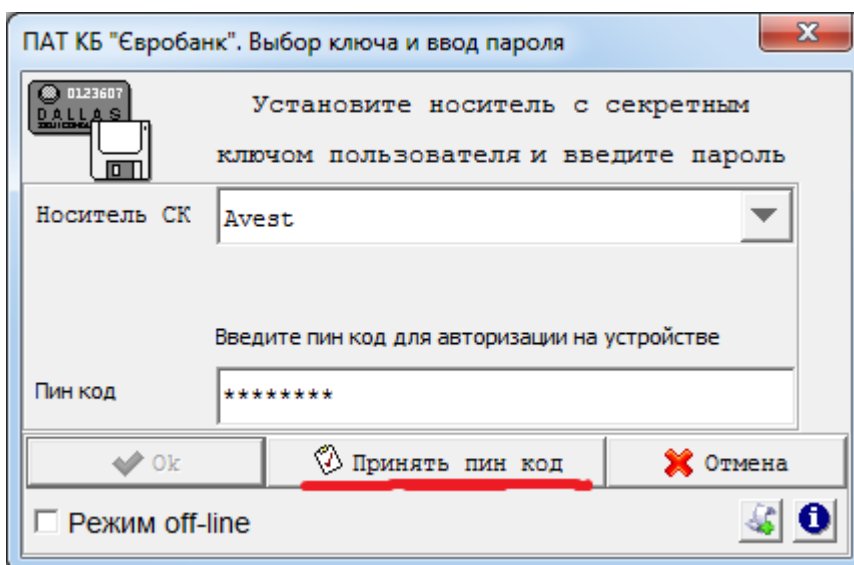 ПАТ КБ "Євробанк". Выбор ключа и ввод пароля
0123607
DALLAS
Установите носитель с секретным
ключом пользователя и введите пароль
Носитель СК
Avest
Введите пин код для авторизации на устройстве
Пин код
********
Ok
Принять пин код
Отмена
Режим off-line